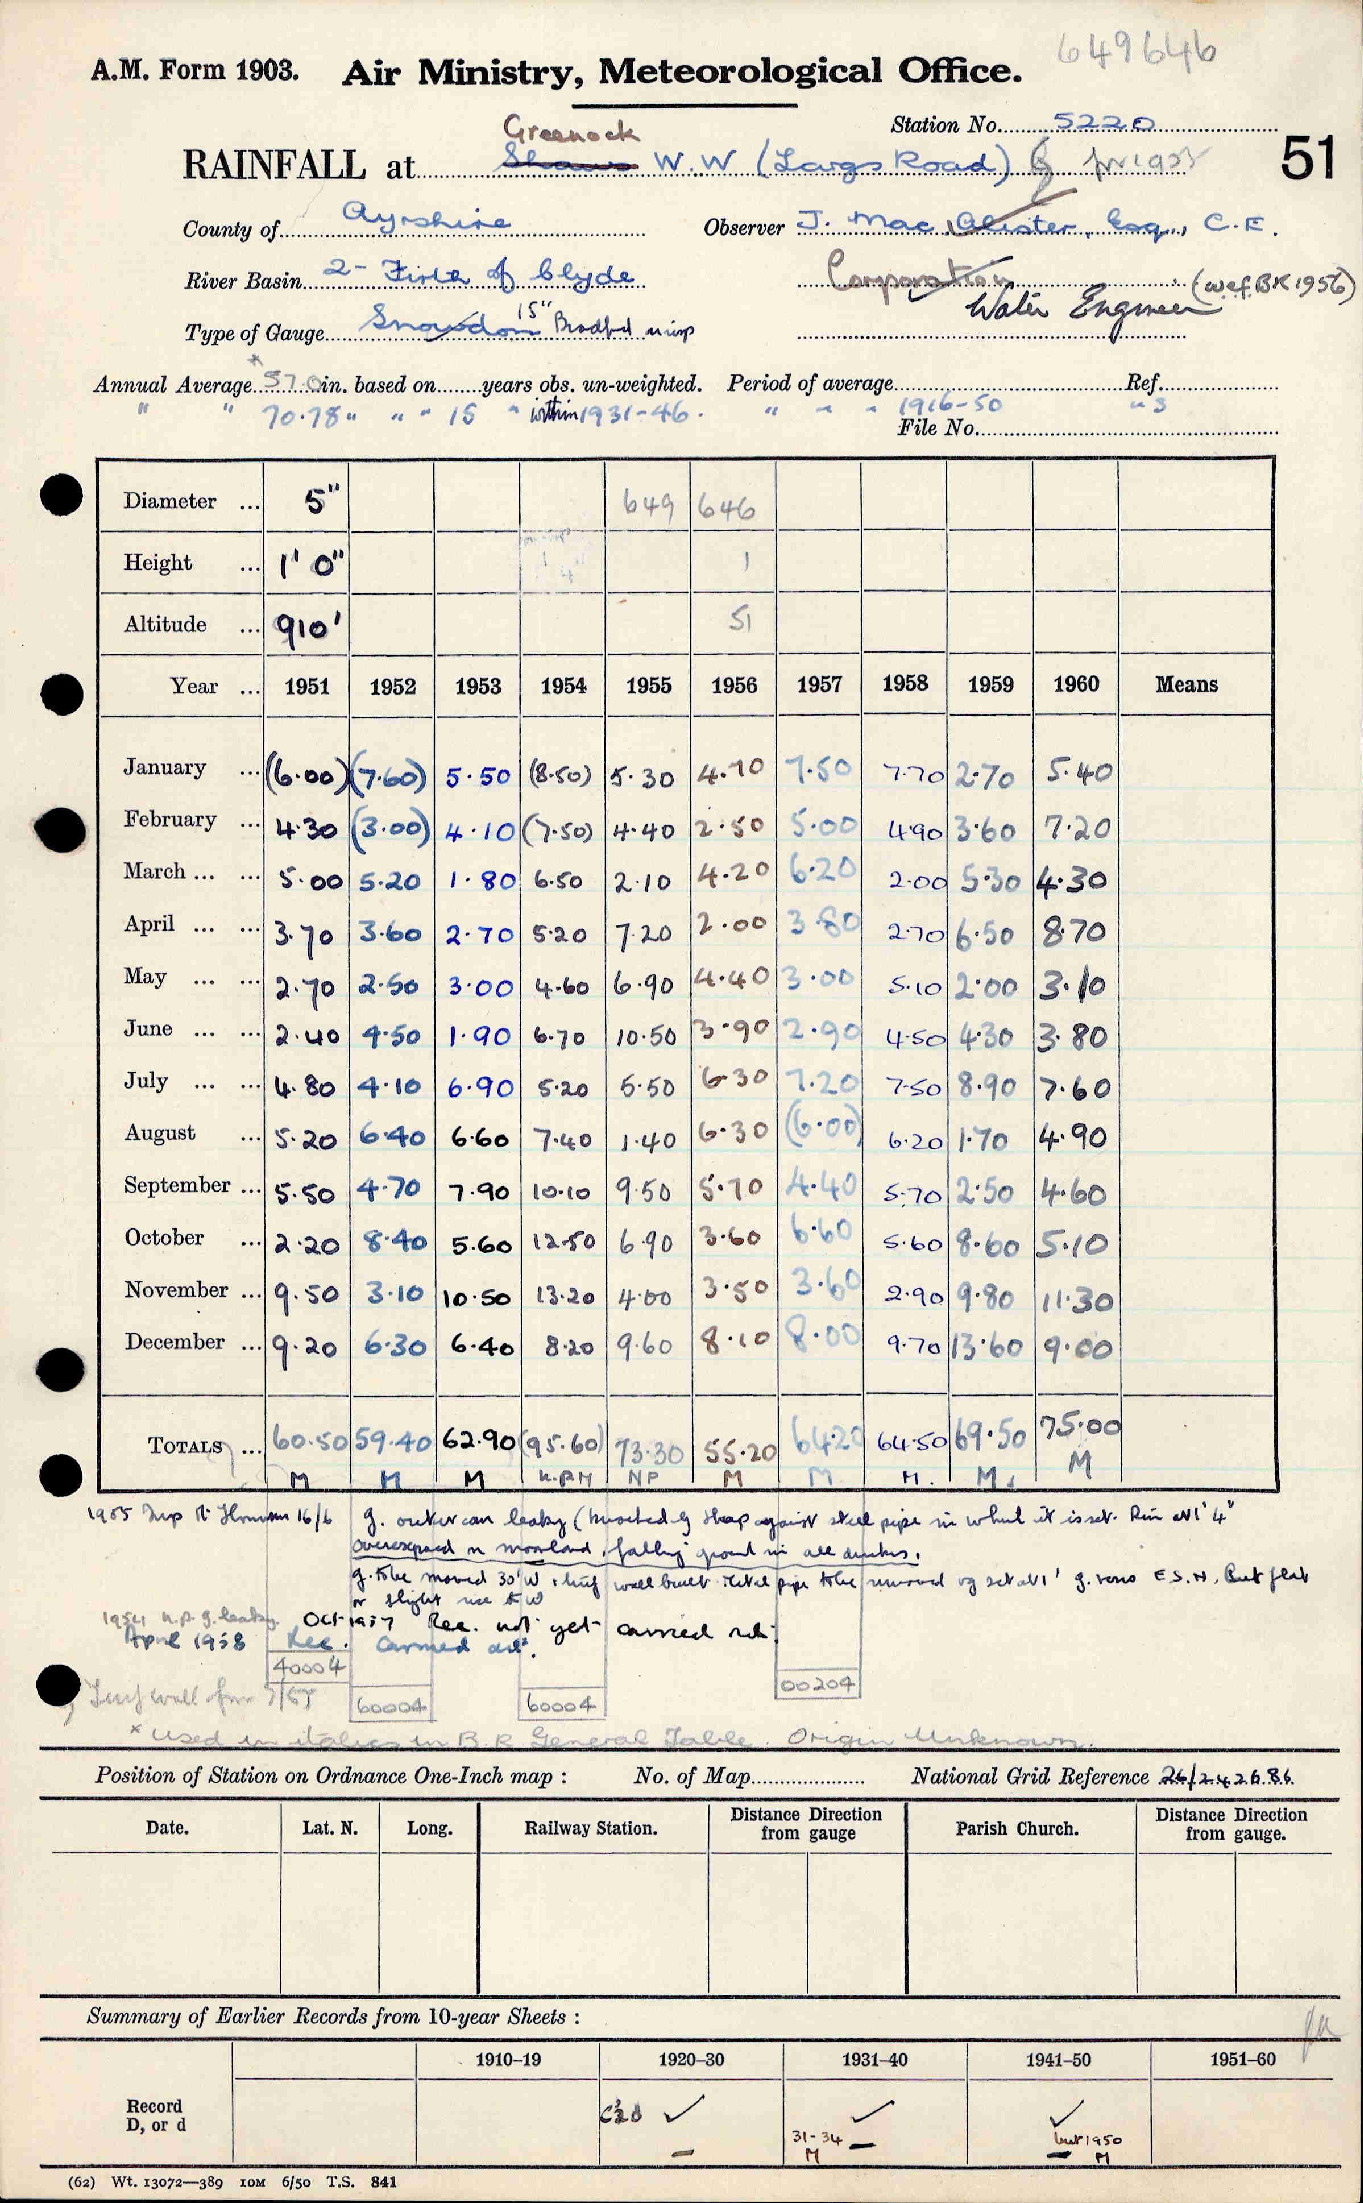 649646
A.M. Form 1903. Air Ministry, Meteorological Office.
Station No. 5220
Greenock
RAINFALL at Shaws W.W (Largs Road) 51
County of Ayrshire Observer J. Mac Alister, Esq., C.E.
River Basin 2- Firth of Clyde Corporation (wef BK 1956)
Water Engineer
Type of Gauge Snowdon 15" Bradford
Annual Average * 57.0 in. based on years obs. un-weighted. Period of average Ref.
" " 70.78 " " " 15 " within 1931-46. " " " 1916-50 " S
File No.
Diameter ... 5" 649 646
Height ... 1' 0" 1
Altitude ... 910' 51
Year ... 1951 1952 1953 1954 1955 1956 1957 1958 1959 1960 Means
January ... (6.00) (7.60) 5.50 (8.50) 5.30 4.70 7.50 7.70 2.70 5.40
February ... 4.30 (3.00) 4.10 (7.50) 4.40 2.50 5.00 4.90 3.60 7.20
March ... ... 5.00 5.20 1.80 6.50 2.10 4.20 6.20 2.00 5.30 4.30
April ... ... 3.70 3.60 2.70 5.20 7.20 2.00 3.80 2.70 6.50 8.70
May ... ... 2.70 2.50 3.00 4.60 6.90 4.40 3.00 5.10 2.00 3.10
June ... ... 2.40 4.50 1.90 6.70 10.50 3.90 2.90 4.50 4.30 3.80
July ... ... 4.80 4.10 6.90 5.20 5.50 6.30 7.20 7.50 8.90 7.60
August ... 5.20 6.40 6.60 7.40 1.40 6.30 (6.00) 6.20 1.70 4.90
September ... 5.50 4.70 7.90 10.10 9.50 5.70 4.40 5.70 2.50 4.60
October ... 2.20 8.40 5.60 12.50 6.90 3.60 6.60 5.60 8.60 5.10
November ... 9.50 3.10 10.50 13.20 4.00 3.50 3.60 2.90 9.80 11.30
December ... 9.20 6.30 6.40 8.20 9.60 8.10 8.00 9.70 13.60 9.00
TOTALS ... 60.50 59.40 62.90 (95.60) 73.30 55.20 64.20 64.50 69.50 75.00
M M M N.P.M NP M M M. M. M
1955 Insp 16/6 g. outer can leaky (knocked against steel pipe in which it is set. Rim at 1' 4"
overexposed on moorland, falling ground in all directions.
g. to be moved 30' W, turf wall built. Metal pipe to be removed g set at 1' g. E.S.N, But flat
or slight rise to W
1954 n.p. g. leaky. Oct 1957 Rec. not yet carried out.
April 1958 Rec. carried out.
40004
00204
Turf wall from
60004 60004
* Used in italics in B.R General Table. Origin Unknown.
Position of Station on Ordnance One-Inch map : No. of Map National Grid Reference 26/242686
Date. Lat. N. Long. Railway Station. Distance Direction from gauge Parish Church. Distance Direction from gauge.
Summary of Earlier Records from 10-year Sheets :
1910–19 1920–30 1931–40 1941–50 1951–60
Record
D, or d
✓ ✓ ✓
31-34 M but 1950 M
(62) Wt. 13072—389 10M 6/50 T.S. 841